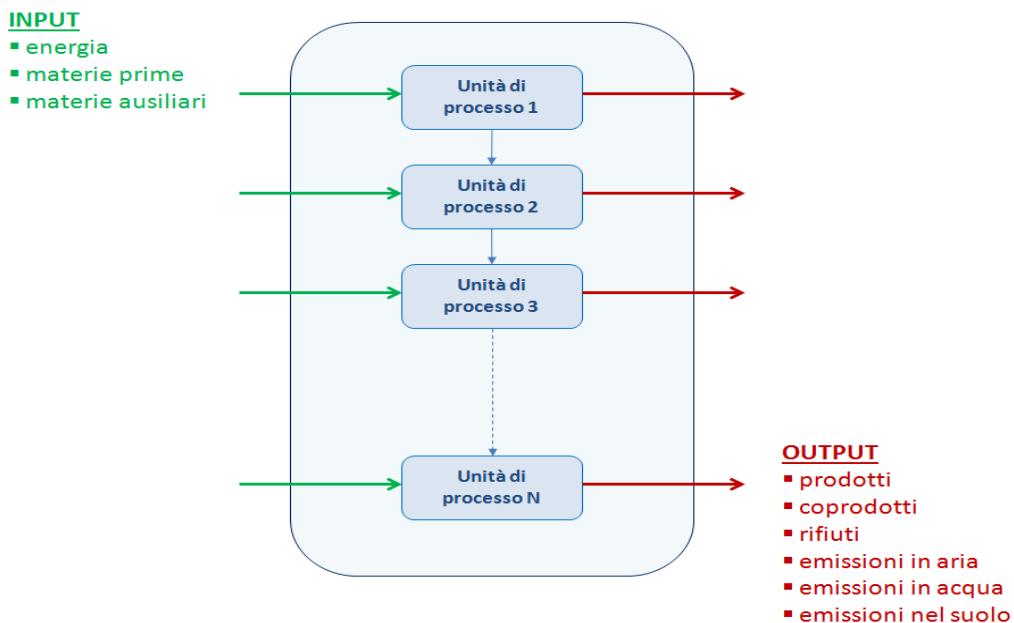 INPUT
▪ energia
▪ materie prime
▪ materie ausiliari
Unità di
processo 1
Unità di
processo 2
Unità di
processo 3
Unità di
processo N
OUTPUT
▪ prodotti
▪ coprodotti
▪ rifiuti
▪ emissioni in aria
▪ emissioni in acqua
▪ emissioni nel suolo